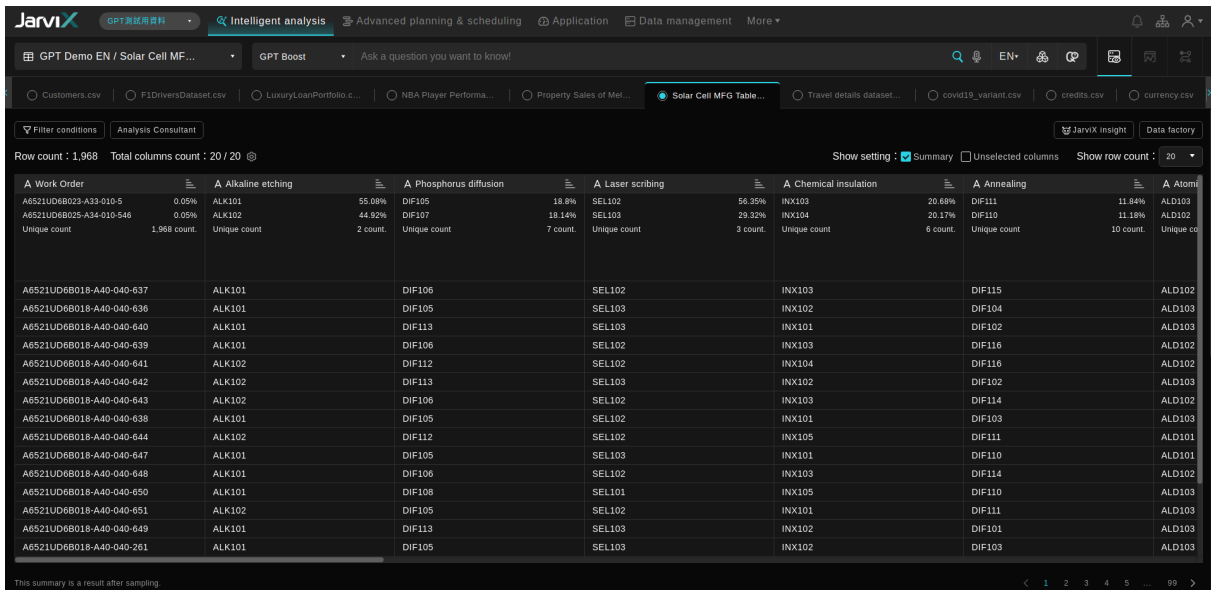 JarviX GPT測試用資料 Intelligent analysis Advanced planning & scheduling Application Data management More
GPT Demo EN / Solar Cell MF... GPT Boost Ask a question you want to know! EN
Customers.csv F1DriversDataset.csv LuxuryLoanPortfolio.c... NBA Player Performa... Property Sales of Mel... Solar Cell MFG Table... Travel details dataset... covid19_variant.csv credits.csv currency.csv
Filter conditions Analysis Consultant JarviX insight Data factory
Row count：1,968 Total columns count：20 / 20 Show setting： Summary Unselected columns Show row count： 20
A Work Order A Alkaline etching A Phosphorus diffusion A Laser scribing A Chemical insulation A Annealing A Atomi
A6521UD6B023-A33-010-5 0.05% ALK101 55.08% DIF105 18.8% SEL102 56.35% INX103 20.68% DIF111 11.84% ALD103
A6521UD6B025-A34-010-546 0.05% ALK102 44.92% DIF107 18.14% SEL103 29.32% INX104 20.17% DIF110 11.18% ALD102
Unique count 1,968 count. Unique count 2 count. Unique count 7 count. Unique count 3 count. Unique count 6 count. Unique count 10 count. Unique co
A6521UD6B018-A40-040-637 ALK101 DIF106 SEL102 INX103 DIF115 ALD102
A6521UD6B018-A40-040-636 ALK101 DIF105 SEL103 INX102 DIF104 ALD103
A6521UD6B018-A40-040-640 ALK101 DIF113 SEL103 INX101 DIF102 ALD103
A6521UD6B018-A40-040-639 ALK101 DIF106 SEL102 INX103 DIF116 ALD102
A6521UD6B018-A40-040-641 ALK102 DIF112 SEL102 INX104 DIF116 ALD102
A6521UD6B018-A40-040-642 ALK102 DIF113 SEL103 INX102 DIF102 ALD103
A6521UD6B018-A40-040-643 ALK102 DIF106 SEL102 INX103 DIF114 ALD102
A6521UD6B018-A40-040-638 ALK101 DIF105 SEL102 INX101 DIF103 ALD103
A6521UD6B018-A40-040-644 ALK102 DIF112 SEL102 INX105 DIF111 ALD101
A6521UD6B018-A40-040-647 ALK101 DIF105 SEL103 INX101 DIF110 ALD101
A6521UD6B018-A40-040-648 ALK101 DIF106 SEL102 INX103 DIF114 ALD102
A6521UD6B018-A40-040-650 ALK101 DIF108 SEL101 INX105 DIF110 ALD103
A6521UD6B018-A40-040-651 ALK102 DIF105 SEL102 INX101 DIF111 ALD103
A6521UD6B018-A40-040-649 ALK101 DIF113 SEL103 INX102 DIF101 ALD103
A6521UD6B018-A40-040-261 ALK101 DIF105 SEL103 INX102 DIF103 ALD103
This summary is a result after sampling. < 1 2 3 4 5 ... 99 >